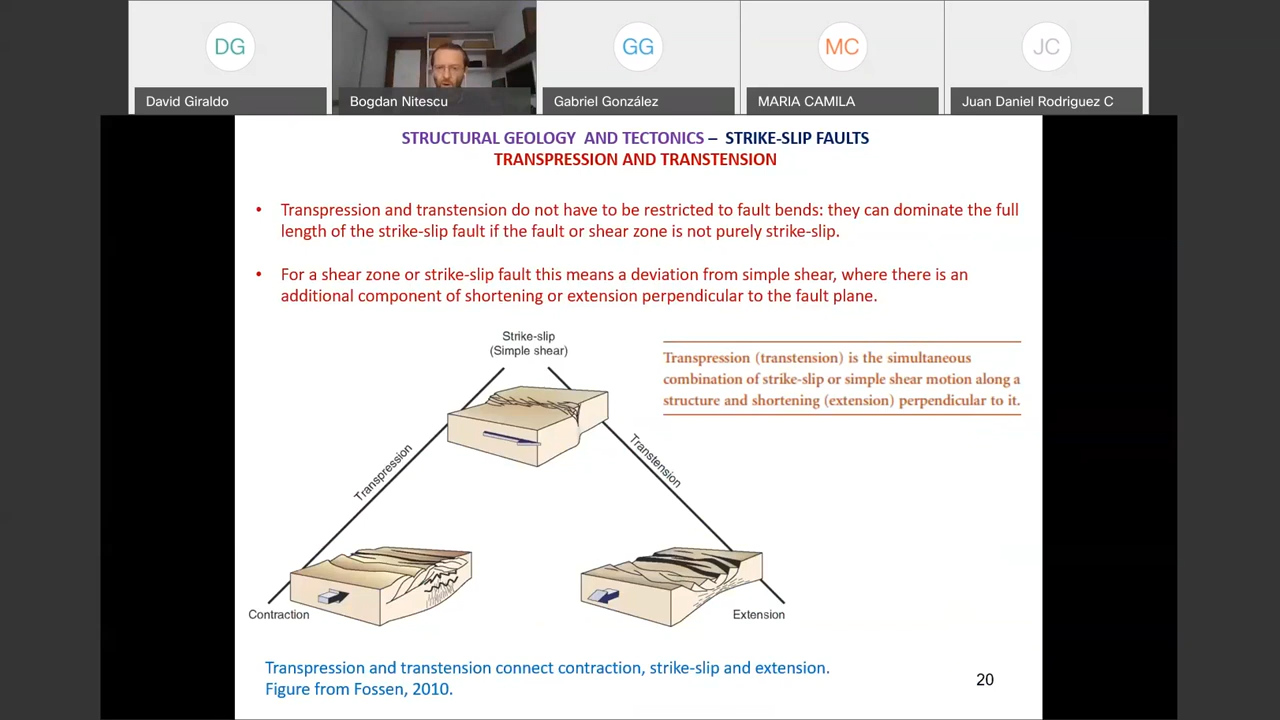 DG
GG
MC
JC
David Giraldo
Bogdan Nitescu
Gabriel González
MARIA CAMILA
Juan Daniel Rodriguez C
STRUCTURAL GEOLOGY AND TECTONICS – STRIKE-SLIP FAULTS
TRANSPRESSION AND TRANSTENSION
• Transpression and transtension do not have to be restricted to fault bends: they can dominate the full
length of the strike-slip fault if the fault or shear zone is not purely strike-slip.
• For a shear zone or strike-slip fault this means a deviation from simple shear, where there is an
additional component of shortening or extension perpendicular to the fault plane.
Strike-slip
(Simple shear)
Transpression (transtension) is the simultaneous
combination of strike-slip or simple shear motion along a
structure and shortening (extension) perpendicular to it.
Transpression
Transtension
Contraction
Extension
Transpression and transtension connect contraction, strike-slip and extension.
Figure from Fossen, 2010.
20